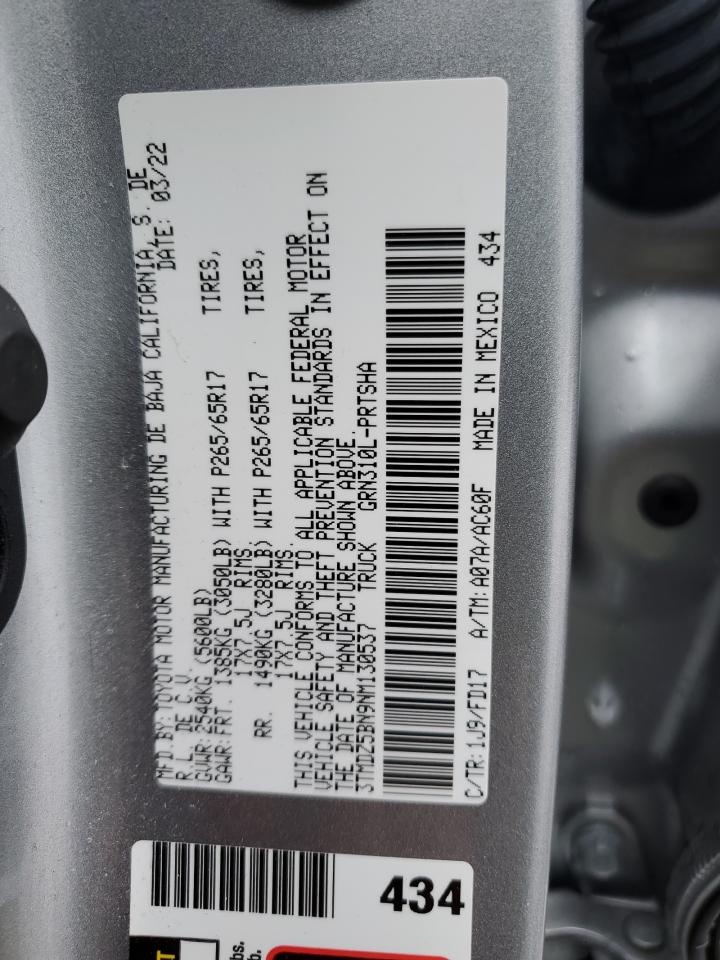 MFD.BY:TOYOTA MOTOR MANUFACTURING DE BAJA CALIFORNIA, S. DE
R.L. DE C.V. DATE: 03/22
GVWR:2540KG (5600LB)
GAWR:FRT. 1385KG (3050LB) WITH P265/65R17 TIRES,
17X7.5J RIMS
RR. 1490KG (3280LB) WITH P265/65R17 TIRES,
17X7.5J RIMS.
THIS VEHICLE CONFORMS TO ALL APPLICABLE FEDERAL MOTOR
VEHICLE SAFETY AND THEFT PREVENTION STANDARDS IN EFFECT ON
THE DATE OF MANUFACTURE SHOWN ABOVE.
3TMDZ5BN9NM130537 TRUCK GRN310L-PRTSHA
C/TR:1J9/FD17 A/TM:A07A/AC60F MADE IN MEXICO 434
434